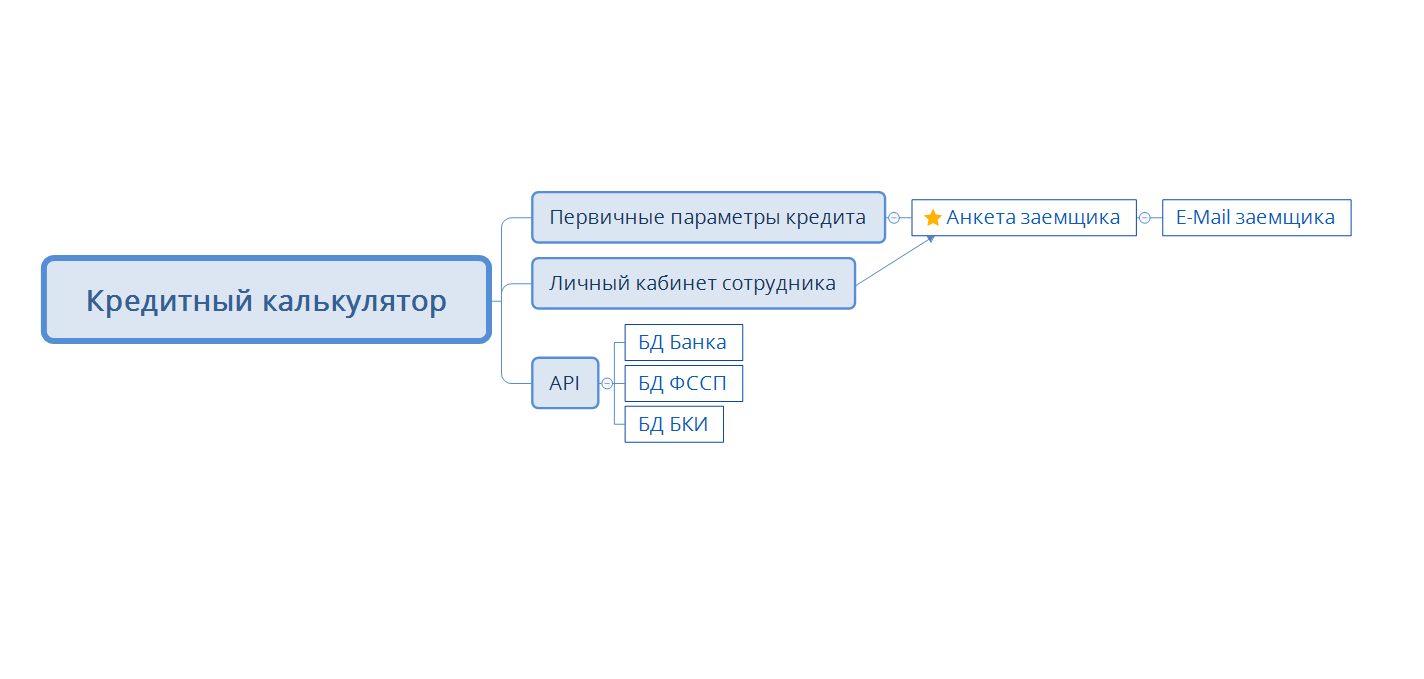 Кредитный калькулятор
Первичные параметры кредита
Анкета заемщика
E-Mail заемщика
Личный кабинет сотрудника
API
БД Банка
БД ФССП
БД БКИ